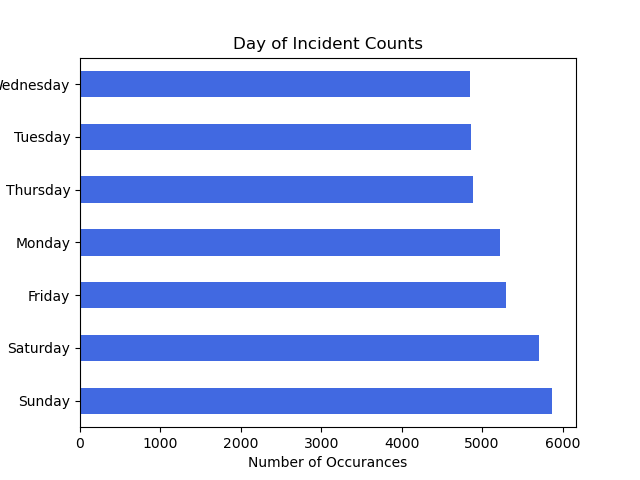 Day of Incident Counts
Wednesday
Tuesday
Thursday
Monday
Friday
Saturday
Sunday
0 1000 2000 3000 4000 5000 6000
Number of Occurances